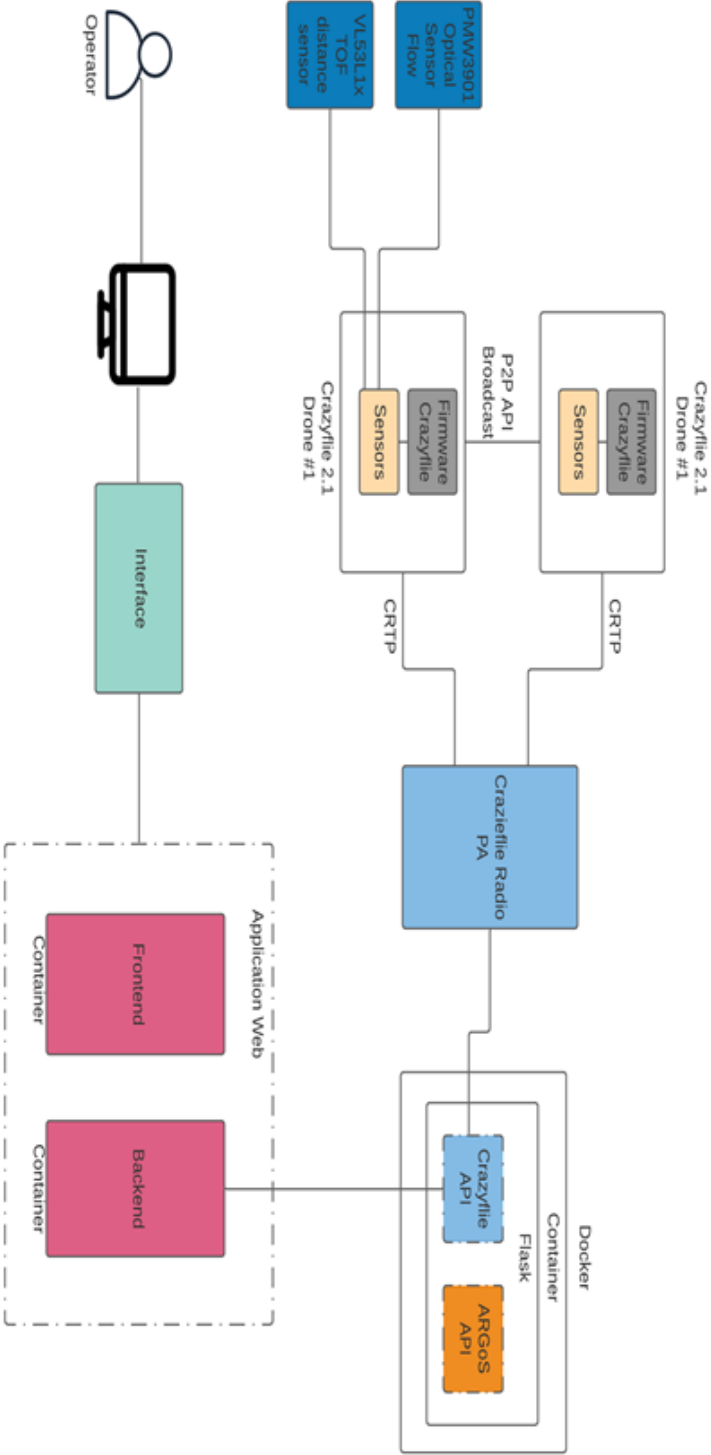 Crazyflie 2.1
Drone #1
Firmware
Crazyflie
Sensors
P2P API
Broadcast
Firmware
Crazyflie
Sensors
Crazyflie 2.1
Drone #1
PMW3901
Optical
Sensor
Flow
VL53L1x
TOF
distance
sensor
CRTP
CRTP
Crazieflie Radio
PA
Docker
Container
Flask
Crazyflie
API
ARGoS
API
Operator
Interface
Application Web
Frontend
Container
Backend
Container